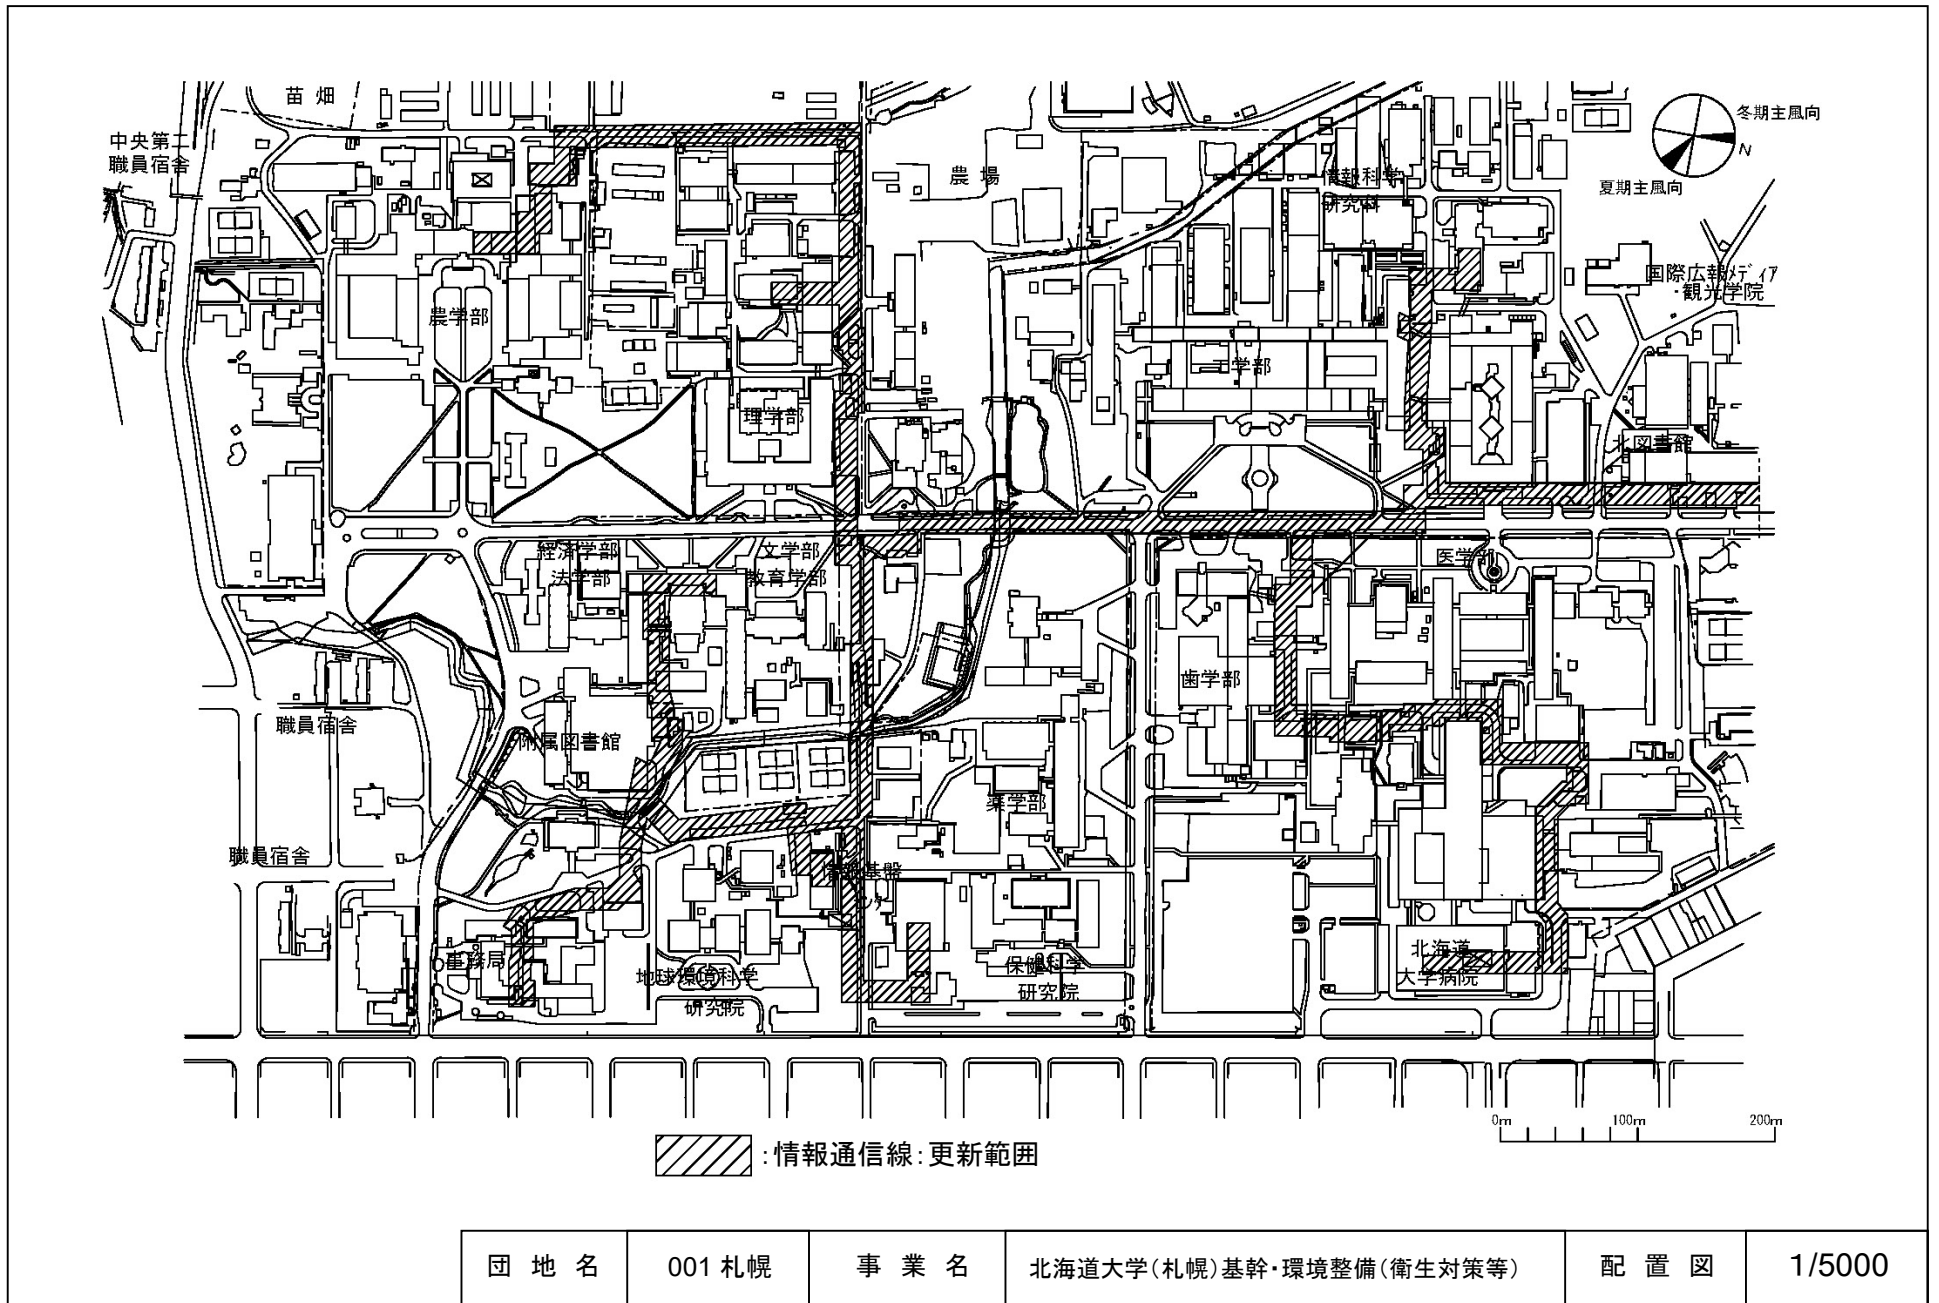 苗 畑
中央第二
職員宿舎
冬期主風向
N
夏期主風向
農 場
情報科学
研究科
国際広報メディア
・観光学院
農学部
工学部
理学部
北図書館
経済学部
法学部
文学部
教育学部
医学部
歯学部
職員宿舎
附属図書館
薬学部
職員宿舎
情報基盤
事務局
地球環境科学
研究院
保健科学
研究院
北海道
大学病院
0m 100m 200m
:情報通信線:更新範囲
団 地 名 001 札幌 事 業 名 北海道大学(札幌)基幹・環境整備(衛生対策等) 配 置 図 1/5000